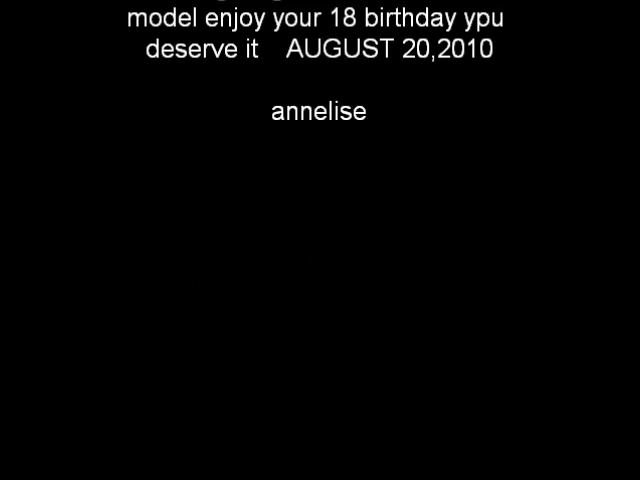 model enjoy your 18 birthday ypu
deserve it    AUGUST 20,2010
annelise